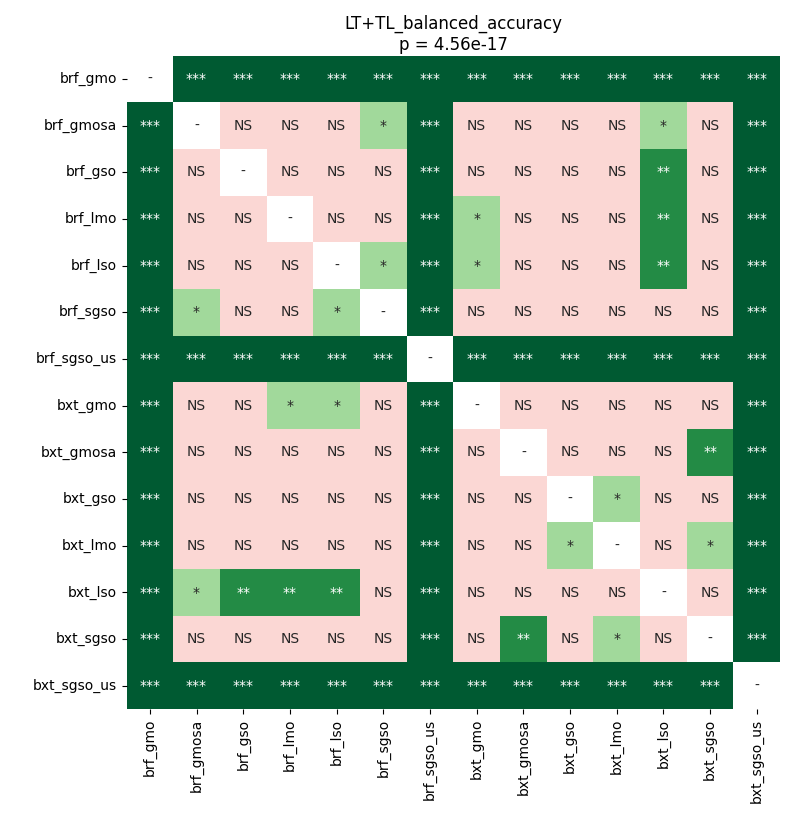 LT+TL_balanced_accuracy
p = 4.56e-17
brf_gmo - *** *** *** *** *** *** *** *** *** *** *** *** ***
brf_gmosa *** - NS NS NS * *** NS NS NS NS * NS ***
brf_gso *** NS - NS NS NS *** NS NS NS NS ** NS ***
brf_lmo *** NS NS - NS NS *** * NS NS NS ** NS ***
brf_lso *** NS NS NS - * *** * NS NS NS ** NS ***
brf_sgso *** * NS NS * - *** NS NS NS NS NS NS ***
brf_sgso_us *** *** *** *** *** *** - *** *** *** *** *** *** ***
bxt_gmo *** NS NS * * NS *** - NS NS NS NS NS ***
bxt_gmosa *** NS NS NS NS NS *** NS - NS NS NS ** ***
bxt_gso *** NS NS NS NS NS *** NS NS - * NS NS ***
bxt_lmo *** NS NS NS NS NS *** NS NS * - NS * ***
bxt_lso *** * ** ** ** NS *** NS NS NS NS - NS ***
bxt_sgso *** NS NS NS NS NS *** NS ** NS * NS - ***
bxt_sgso_us *** *** *** *** *** *** *** *** *** *** *** *** *** -
brf_gmo
brf_gmosa
brf_gso
brf_lmo
brf_lso
brf_sgso
brf_sgso_us
bxt_gmo
bxt_gmosa
bxt_gso
bxt_lmo
bxt_lso
bxt_sgso
bxt_sgso_us